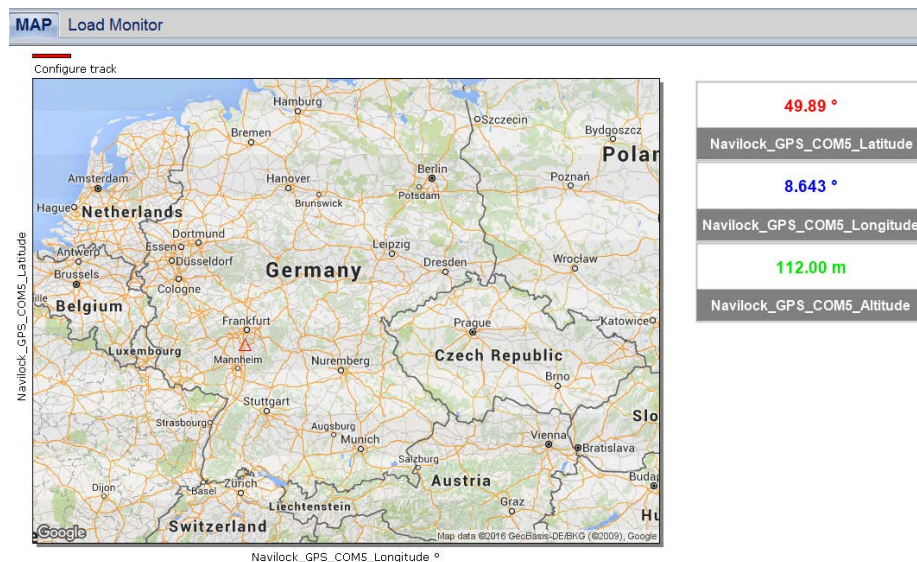 MAP Load Monitor
Configure track
Hamburg
Szczecin
Bremen
Bydgoszcz
Polar
Berlin
Amsterdam
Hanover
Potsdam
Poznań
Brunswick
Hague
Netherlands
Dortmund
Essen
Leipzig
Antwerp
Düsseldorf
Wrocław
Brussels
Germany
Dresden
Cologne
ille
Belgium
Frankfurt
Prague
Katowice
Luxembourg
Mannheim
Nuremberg
Czech Republic
Brno
Stuttgart
Slo
Strasbourg
Augsburg
Munich
Vienna
Bratislava
Salzburg
Budap
Dijon
Basel
Zürich
Austria
Liechtenstein
Graz
Switzerland
Hu
e
Google
Map data ©2016 GeoBasis-DE/BKG (©2009), Google
Navilock_GPS_COM5_Latitude
Navilock_GPS_COM5_Longitude °
49.89 °
Navilock_GPS_COM5_Latitude
8.643 °
Navilock_GPS_COM5_Longitude
112.00 m
Navilock_GPS_COM5_Altitude